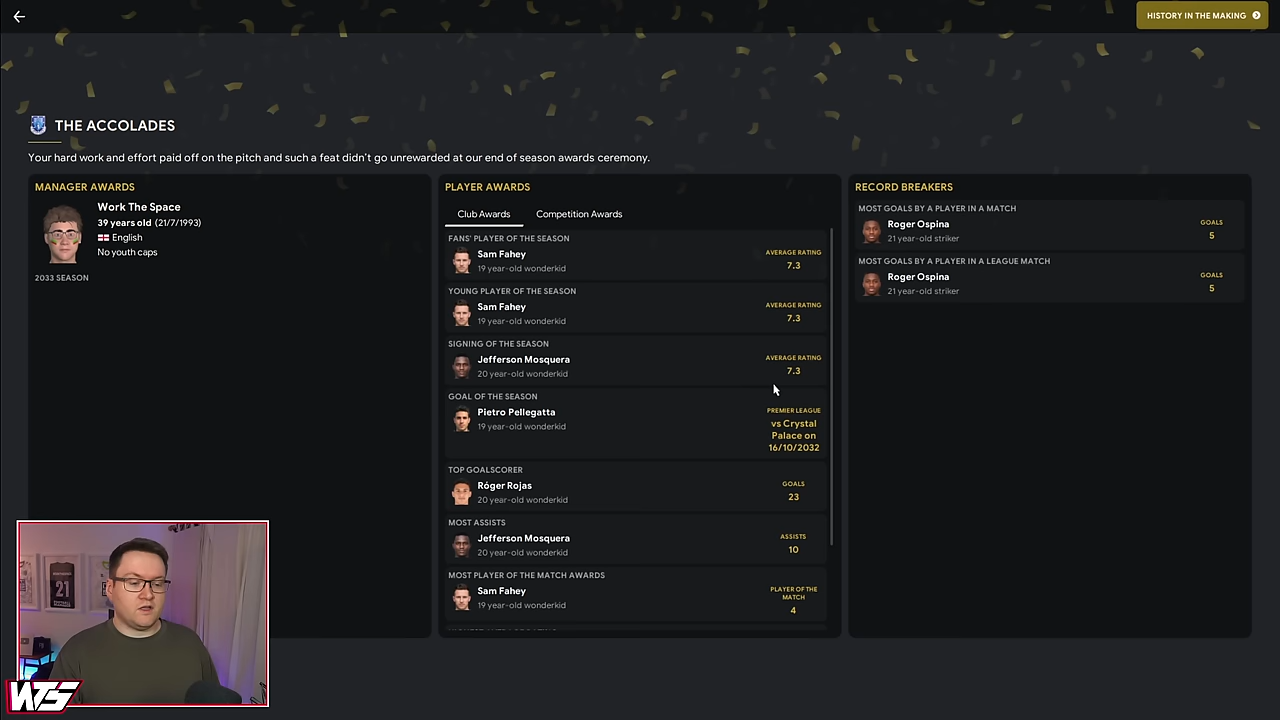 HISTORY IN THE MAKING
THE ACCOLADES
Your hard work and effort paid off on the pitch and such a feat didn't go unrewarded at our end of season awards ceremony.
MANAGER AWARDS
Work The Space
39 years old (21/7/1993)
English
No youth caps
2033 SEASON
PLAYER AWARDS
Club Awards
Competition Awards
FANS' PLAYER OF THE SEASON
Sam Fahey
19 year-old wonderkid
AVERAGE RATING
7.3
YOUNG PLAYER OF THE SEASON
Sam Fahey
19 year-old wonderkid
AVERAGE RATING
7.3
SIGNING OF THE SEASON
Jefferson Mosquera
20 year-old wonderkid
AVERAGE RATING
7.3
GOAL OF THE SEASON
Pietro Pellegatta
19 year-old wonderkid
PREMIER LEAGUE
vs Crystal
Palace on
16/10/2032
TOP GOALSCORER
Róger Rojas
20 year-old wonderkid
GOALS
23
MOST ASSISTS
Jefferson Mosquera
20 year-old wonderkid
ASSISTS
10
MOST PLAYER OF THE MATCH AWARDS
Sam Fahey
19 year-old wonderkid
PLAYER OF THE
MATCH
4
RECORD BREAKERS
MOST GOALS BY A PLAYER IN A MATCH
Roger Ospina
21 year-old striker
GOALS
5
MOST GOALS BY A PLAYER IN A LEAGUE MATCH
Roger Ospina
21 year-old striker
GOALS
5
21
WTS